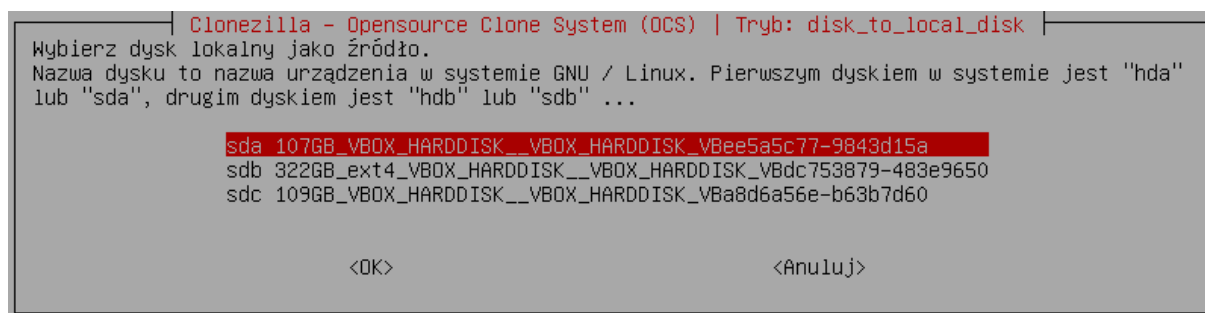 Clonezilla - Opensource Clone System (OCS) | Tryb: disk_to_local_disk
Wybierz dysk lokalny jako źródło.
Nazwa dysku to nazwa urządzenia w systemie GNU / Linux. Pierwszym dyskiem w systemie jest "hda"
lub "sda", drugim dyskiem jest "hdb" lub "sdb" ...
sda 107GB_VBOX_HARDDISK__VBOX_HARDDISK_VBee5a5c77-9843d15a
sdb 322GB_ext4_VBOX_HARDDISK__VBOX_HARDDISK_VBdc753879-483e9650
sdc 109GB_VBOX_HARDDISK__VBOX_HARDDISK_VBa8d6a56e-b63b7d60
<OK> <Anuluj>